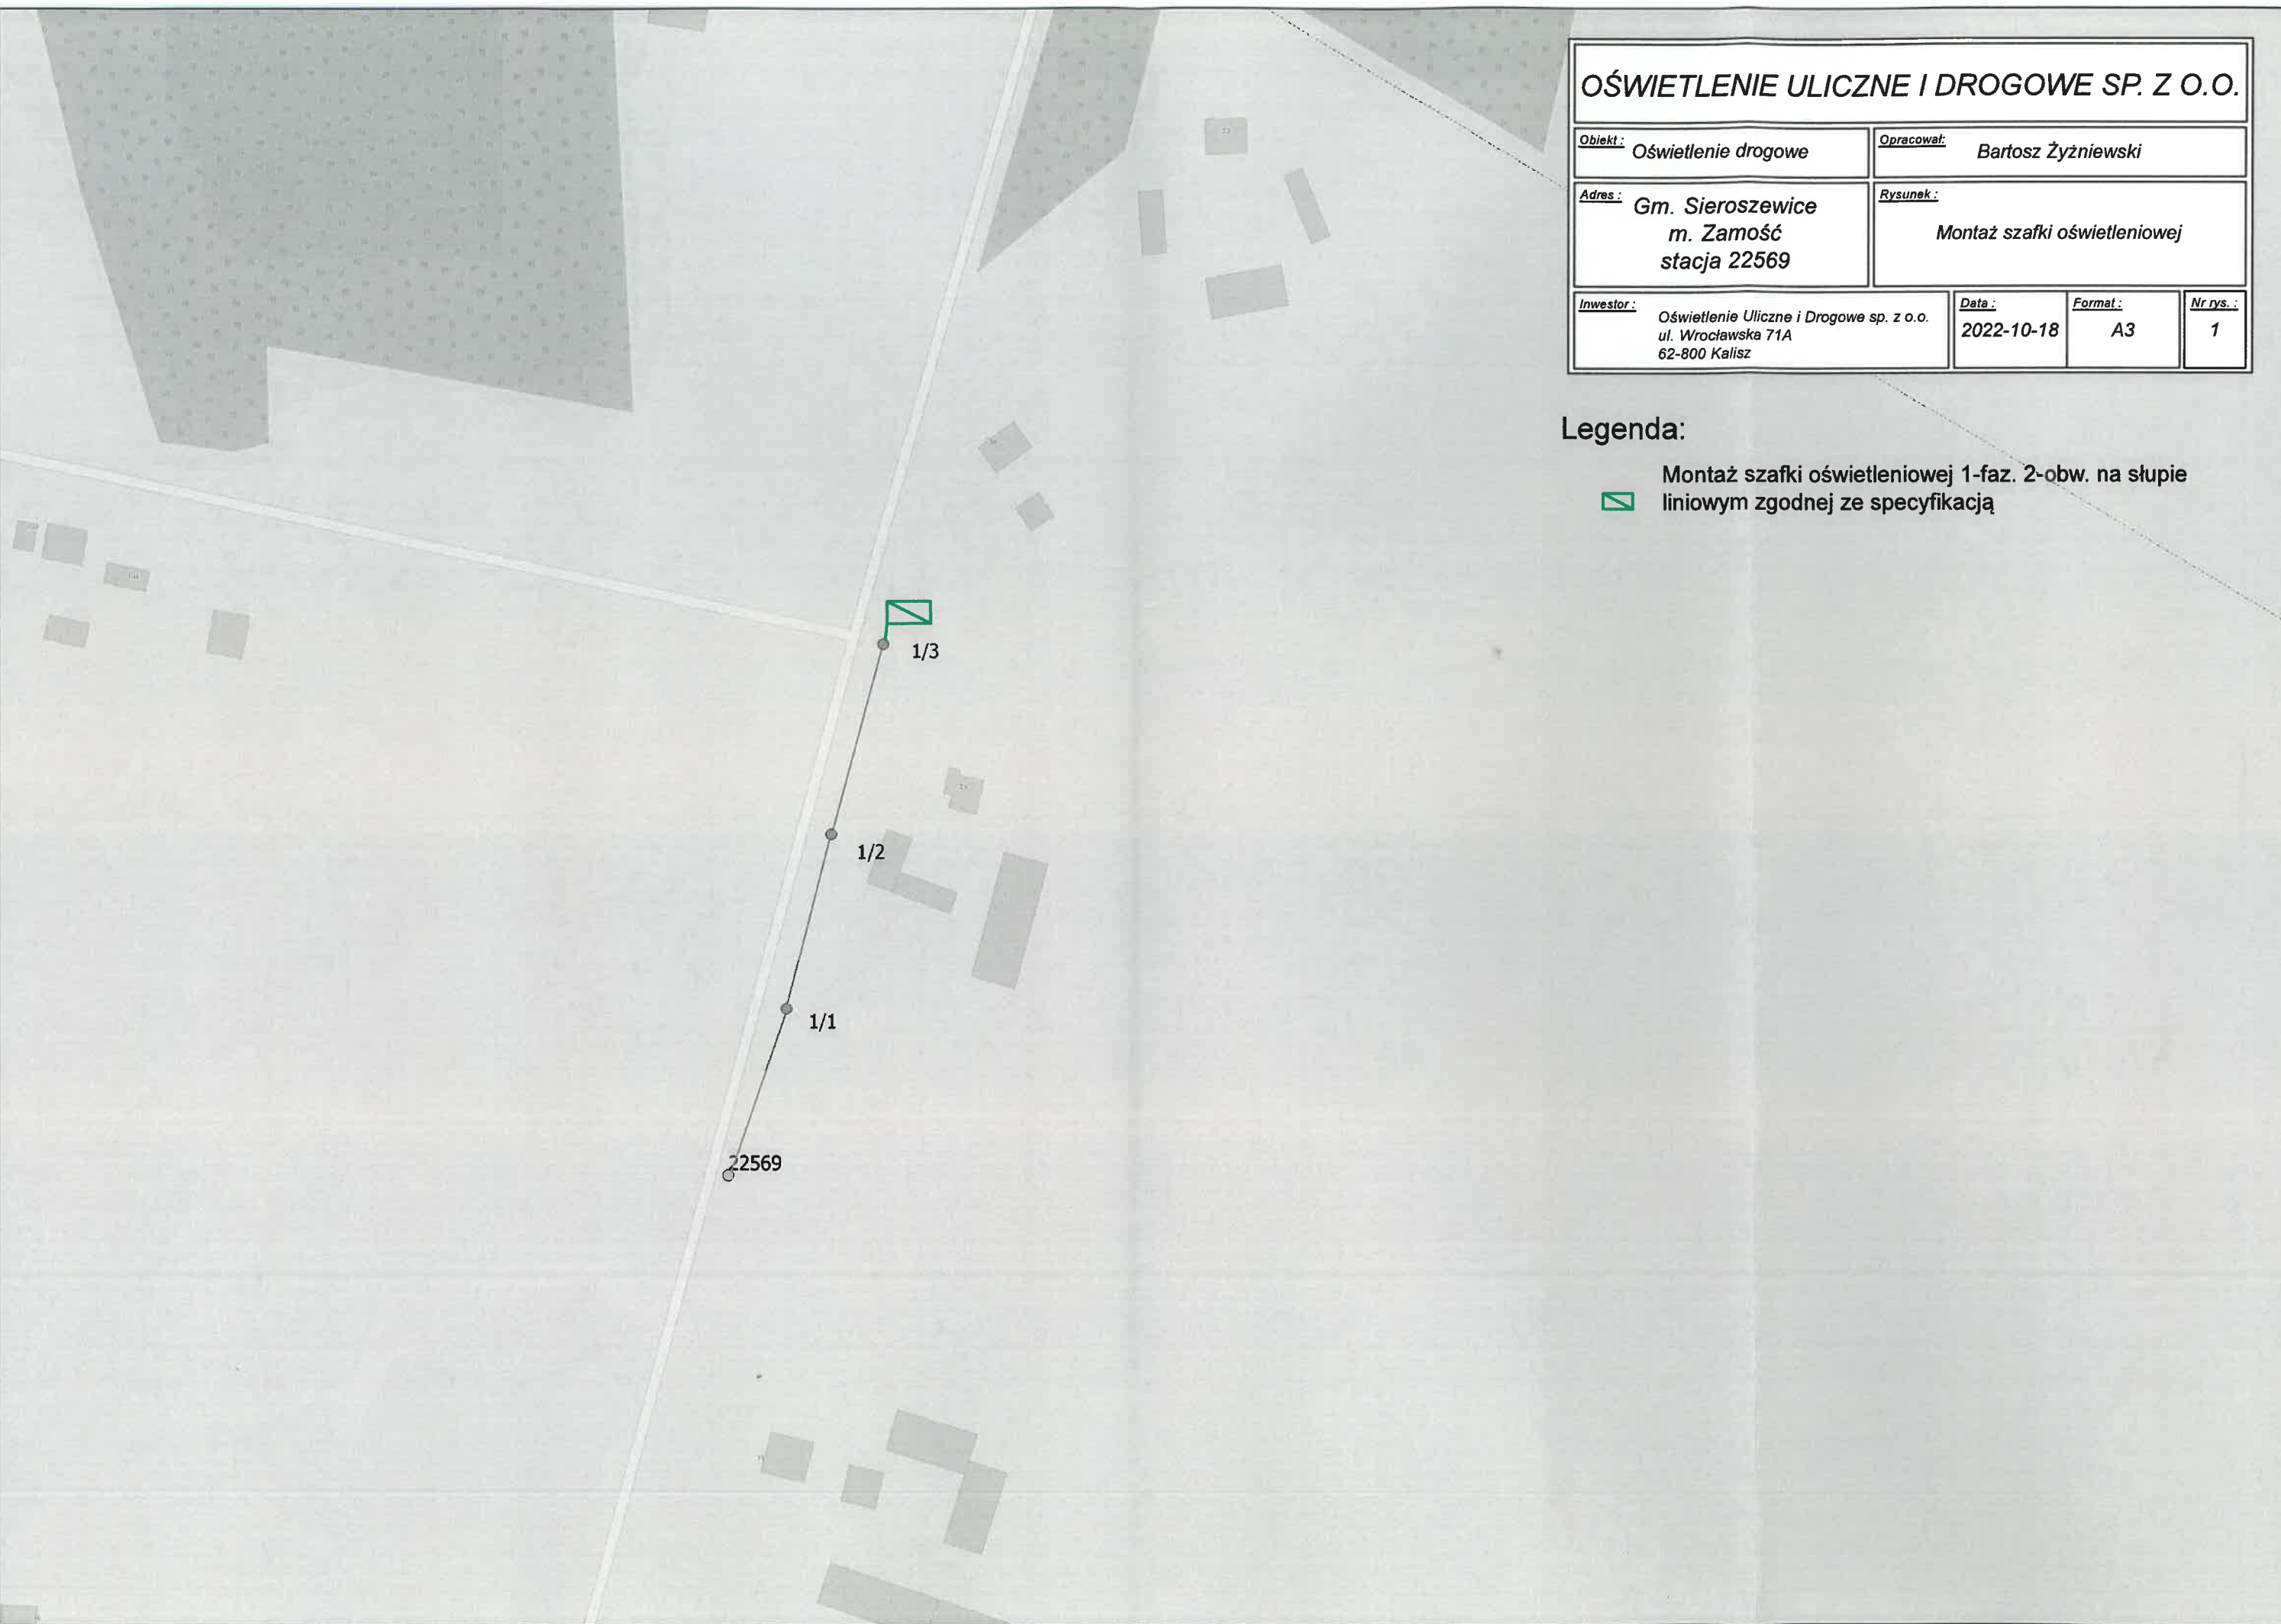 OŚWIETLENIE ULICZNE I DROGOWE SP. Z O.O.
Obiekt :
Oświetlenie drogowe
Opracował:
Bartosz Żyźniewski
Adres :
Gm. Sieroszewice
m. Zamość
stacja 22569
Rysunek :
Montaż szafki oświetleniowej
Inwestor :
Oświetlenie Uliczne i Drogowe sp. z o.o.
ul. Wrocławska 71A
62-800 Kalisz
Data :
2022-10-18
Format :
A3
Nr rys. :
1
Legenda:
Montaż szafki oświetleniowej 1-faz. 2-obw. na słupie
liniowym zgodnej ze specyfikacją
1/3
1/2
1/1
22569